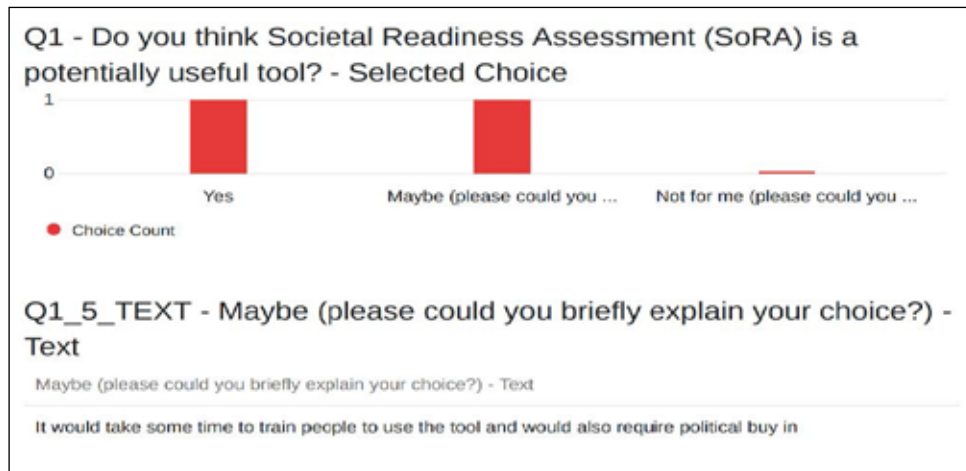 Q1 - Do you think Societal Readiness Assessment (SoRA) is a
potentially useful tool? - Selected Choice
1
0
Yes
Maybe (please could you ...
Not for me (please could you ...
Choice Count
Q1_5_TEXT - Maybe (please could you briefly explain your choice?) -
Text
Maybe (please could you briefly explain your choice?) - Text
It would take some time to train people to use the tool and would also require political buy in